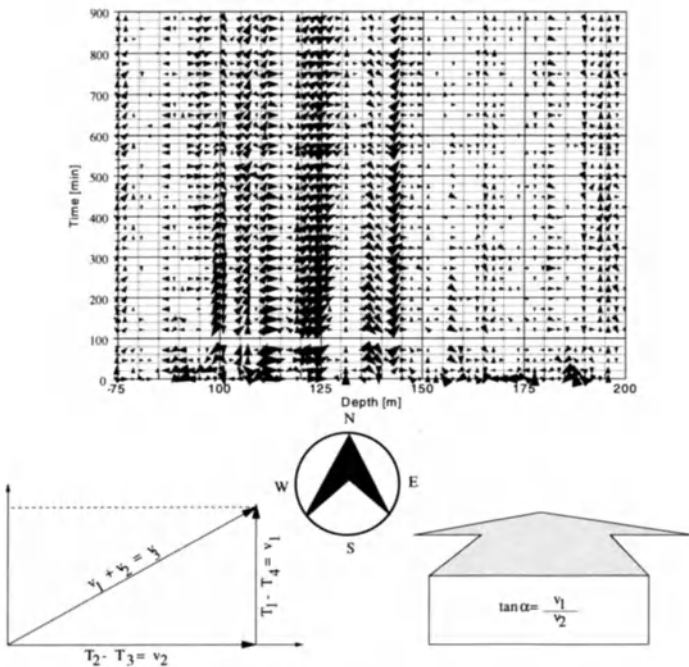 900
800
700
600
500
400
300
200
100
0
Time [min]
75 100 125 150 175 200
Depth [m]
N
W E
S
v1 + v2 = v3
T1 - T4 = v1
T2 - T3 = v2
tan α = v1
v2